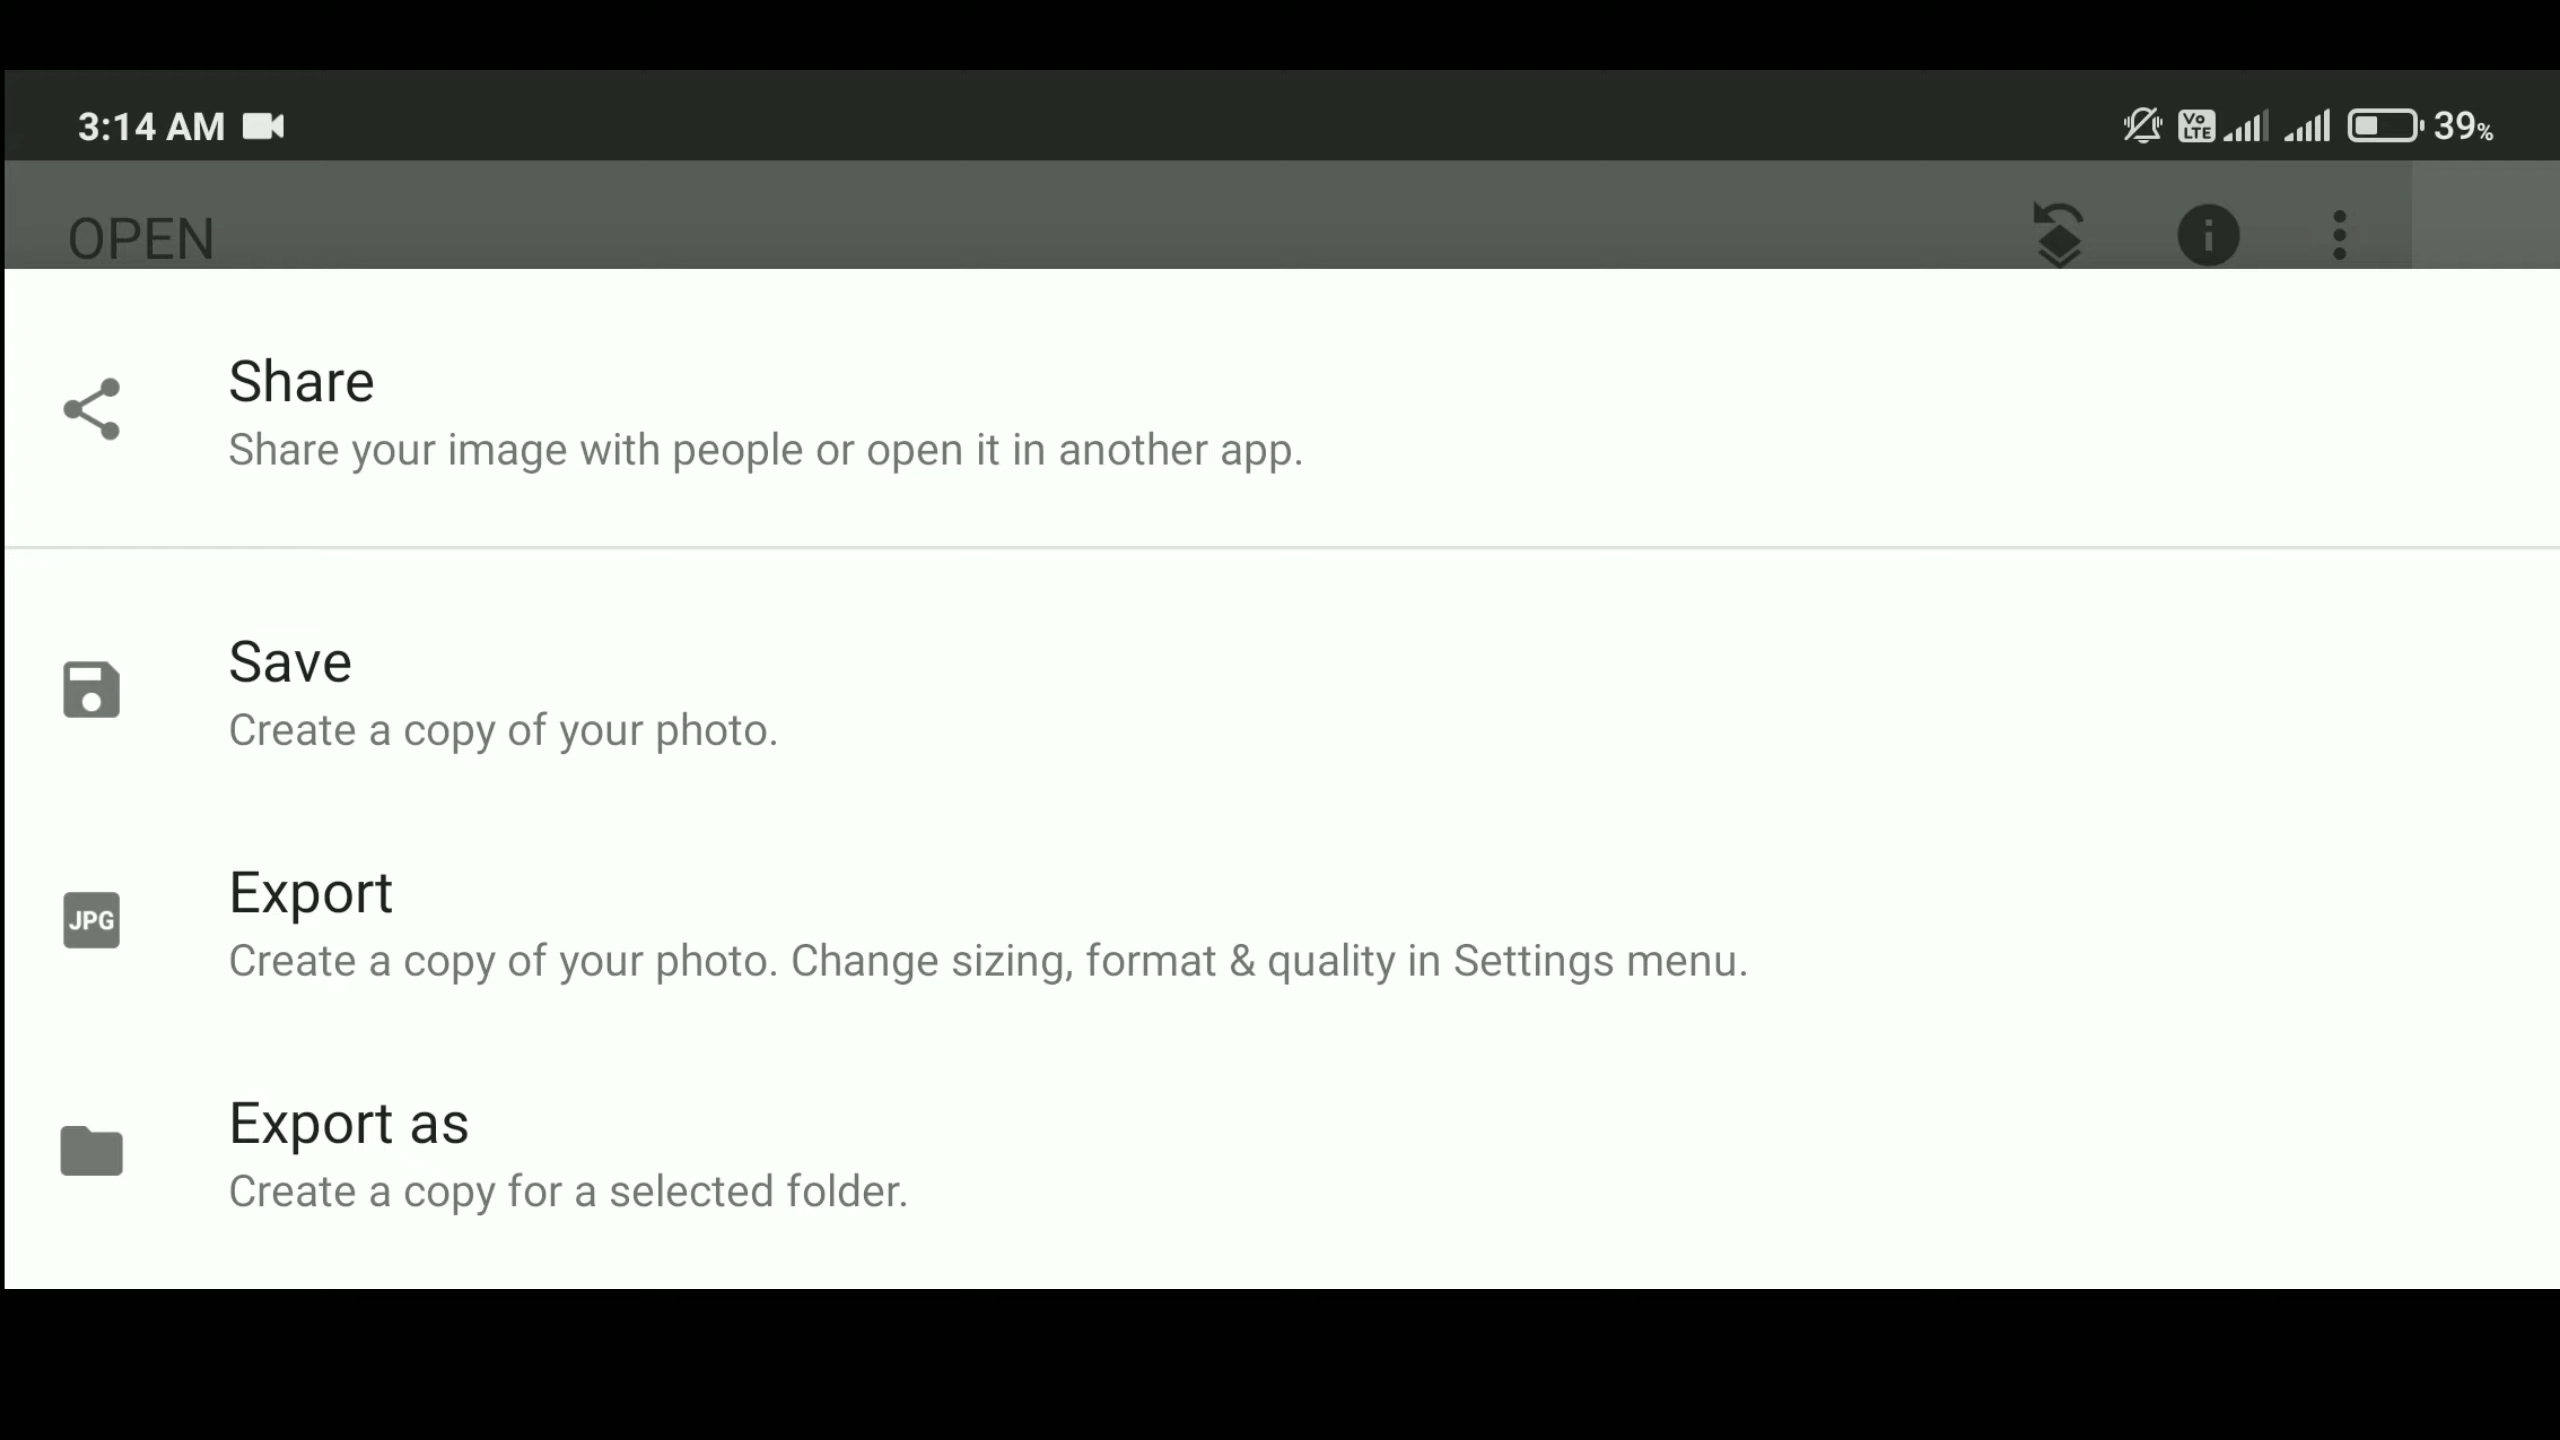 3:14 AM
Vo LTE
39%
OPEN
Share
Share your image with people or open it in another app.
Save
Create a copy of your photo.
JPG
Export
Create a copy of your photo. Change sizing, format & quality in Settings menu.
Export as
Create a copy for a selected folder.